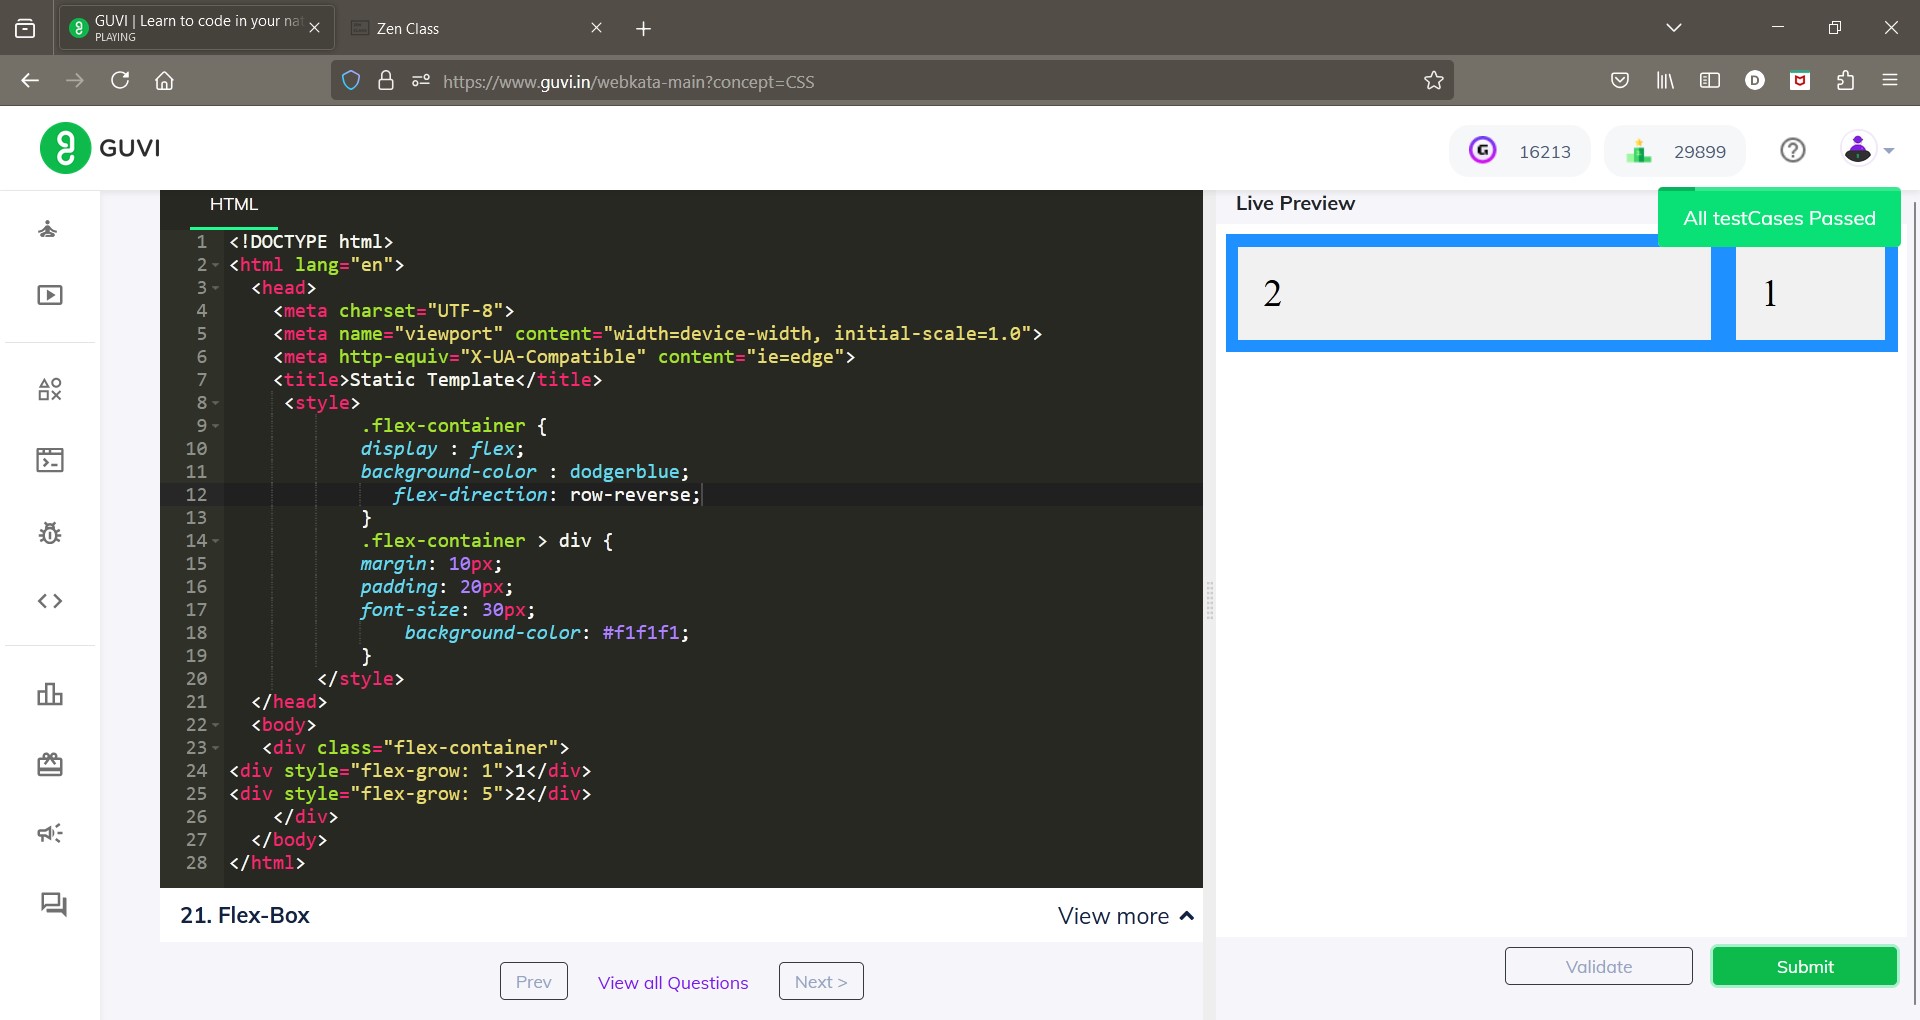 GUVI | Learn to code in your nat
PLAYING
Zen Class
https://www.guvi.in/webkata-main?concept=CSS
D
GUVI
G 16213
29899
HTML
1 <!DOCTYPE html>
2 <html lang="en">
3 <head>
4 <meta charset="UTF-8">
5 <meta name="viewport" content="width=device-width, initial-scale=1.0">
6 <meta http-equiv="X-UA-Compatible" content="ie=edge">
7 <title>Static Template</title>
8 <style>
9 .flex-container {
10 display : flex;
11 background-color : dodgerblue;
12 flex-direction: row-reverse;
13 }
14 .flex-container > div {
15 margin: 10px;
16 padding: 20px;
17 font-size: 30px;
18 background-color: #f1f1f1;
19 }
20 </style>
21 </head>
22 <body>
23 <div class="flex-container">
24 <div style="flex-grow: 1">1</div>
25 <div style="flex-grow: 5">2</div>
26 </div>
27 </body>
28 </html>
21. Flex-Box
View more
Prev
View all Questions
Next >
Live Preview
All testCases Passed
2
1
Validate
Submit